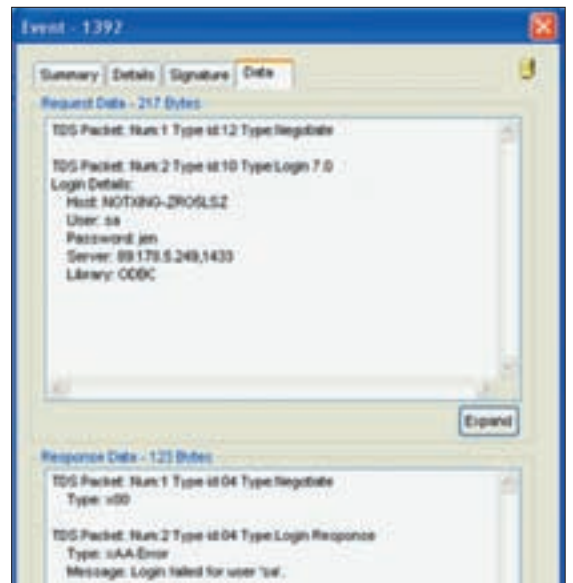 Event - 1392
Summary Details Signature Data
Request Data - 217 Bytes
TDS Packet: Num:1 Type id:12 Type:Negotiate
TDS Packet: Num:2 Type id:10 Type:Login 7.0
Login Details:
Host: NOTXING-ZROSLSZ
User: sa
Password: jen
Server: 89.178.5.249,1433
Library: ODBC
Expand
Response Data - 123 Bytes
TDS Packet: Num:1 Type id:04 Type:Negotiate
Type: x00
TDS Packet: Num:2 Type id:04 Type:Login Response
Type: xAA-Error
Message: Login failed for user 'sa'.